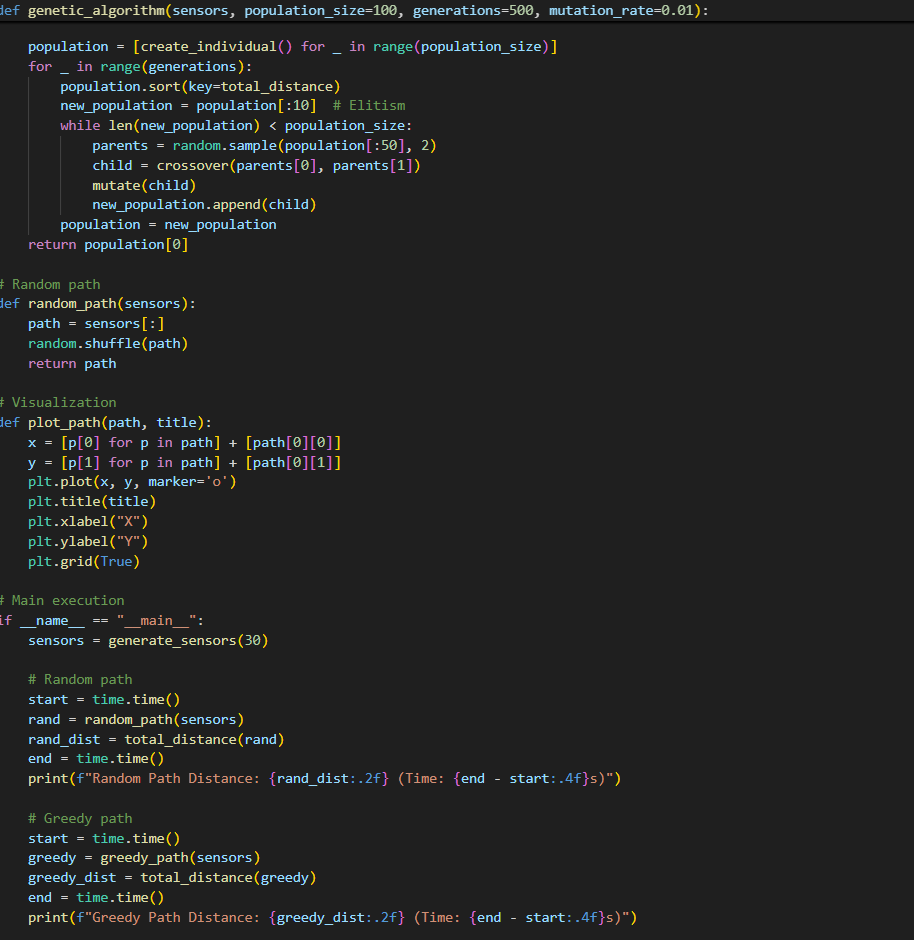 def genetic_algorithm(sensors, population_size=100, generations=500, mutation_rate=0.01):
population = [create_individual() for _ in range(population_size)]
for _ in range(generations):
population.sort(key=total_distance)
new_population = population[:10]  # Elitism
while len(new_population) < population_size:
parents = random.sample(population[:50], 2)
child = crossover(parents[0], parents[1])
mutate(child)
new_population.append(child)
population = new_population
return population[0]
# Random path
def random_path(sensors):
path = sensors[:]
random.shuffle(path)
return path
# Visualization
def plot_path(path, title):
x = [p[0] for p in path] + [path[0][0]]
y = [p[1] for p in path] + [path[0][1]]
plt.plot(x, y, marker='o')
plt.title(title)
plt.xlabel("X")
plt.ylabel("Y")
plt.grid(True)
# Main execution
if __name__ == "__main__":
sensors = generate_sensors(30)
# Random path
start = time.time()
rand = random_path(sensors)
rand_dist = total_distance(rand)
end = time.time()
print(f"Random Path Distance: {rand_dist:.2f} (Time: {end - start:.4f}s)")
# Greedy path
start = time.time()
greedy = greedy_path(sensors)
greedy_dist = total_distance(greedy)
end = time.time()
print(f"Greedy Path Distance: {greedy_dist:.2f} (Time: {end - start:.4f}s)")